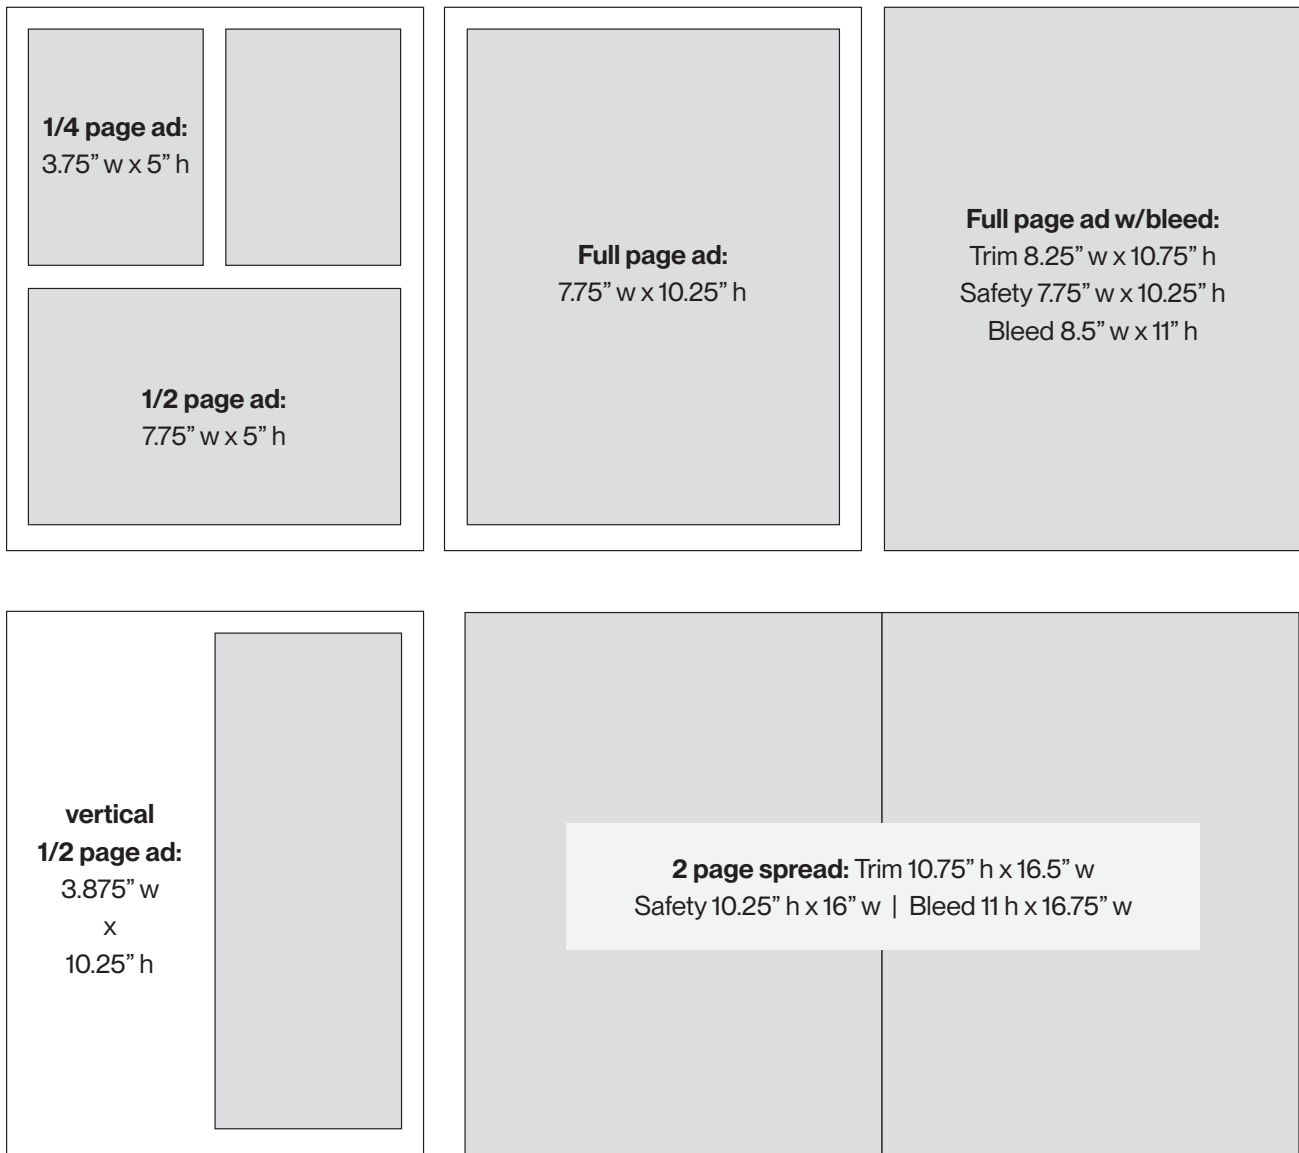 1/4 page ad:
3.75” w x 5” h
1/2 page ad:
7.75” w x 5” h
Full page ad:
7.75” w x 10.25” h
Full page ad w/bleed:
Trim 8.25” w x 10.75” h
Safety 7.75” w x 10.25” h
Bleed 8.5” w x 11” h
vertical
1/2 page ad:
3.875” w
x
10.25” h
2 page spread: Trim 10.75” h x 16.5” w
Safety 10.25” h x 16” w | Bleed 11 h x 16.75” w